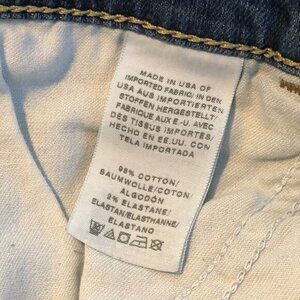 MADE IN USA OF
IMPORTED FABRIC/ IN DEN
USA AUS IMPORTIERTEN
STOFFEN HERGESTELLT/
FABRIQUE AUX E.-U. AVEC
DES TISSUS IMPORTES/
HECHO EN EE.UU. CON
TELA IMPORTADA
98% COTTON/
BAUMWOLLE/COTON/
ALGODÓN
2% ELASTANE/
ELASTAN/ELASTHANNE/
ELASTANO